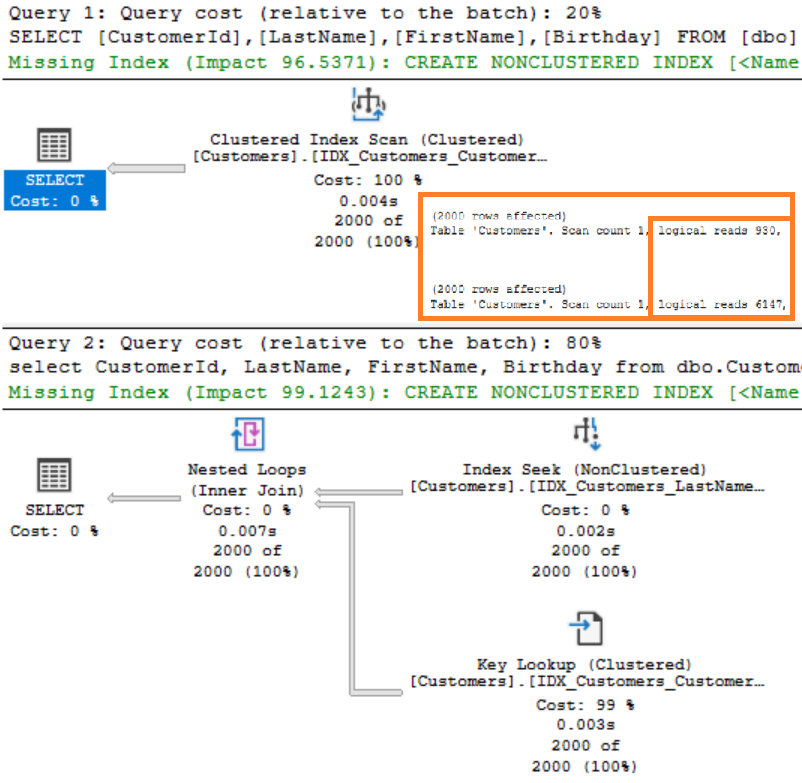 Query 1: Query cost (relative to the batch): 20%
SELECT [CustomerId],[LastName],[FirstName],[Birthday] FROM [dbo]
Missing Index (Impact 96.5371): CREATE NONCLUSTERED INDEX [<Name
SELECT
Cost: 0 %
Clustered Index Scan (Clustered)
[Customers].[IDX_Customers_Customer…
Cost: 100 %
0.004s
2000 of
2000 (100%)
(2000 rows affected)
Table 'Customers'. Scan count 1, logical reads 930,
(2000 rows affected)
Table 'Customers'. Scan count 1, logical reads 6147,
Query 2: Query cost (relative to the batch): 80%
select CustomerId, LastName, FirstName, Birthday from dbo.Custome
Missing Index (Impact 99.1243): CREATE NONCLUSTERED INDEX [<Name
SELECT
Cost: 0 %
Nested Loops
(Inner Join)
Cost: 0 %
0.007s
2000 of
2000 (100%)
Index Seek (NonClustered)
[Customers].[IDX_Customers_LastName…
Cost: 0 %
0.002s
2000 of
2000 (100%)
Key Lookup (Clustered)
[Customers].[IDX_Customers_Customer…
Cost: 99 %
0.003s
2000 of
2000 (100%)